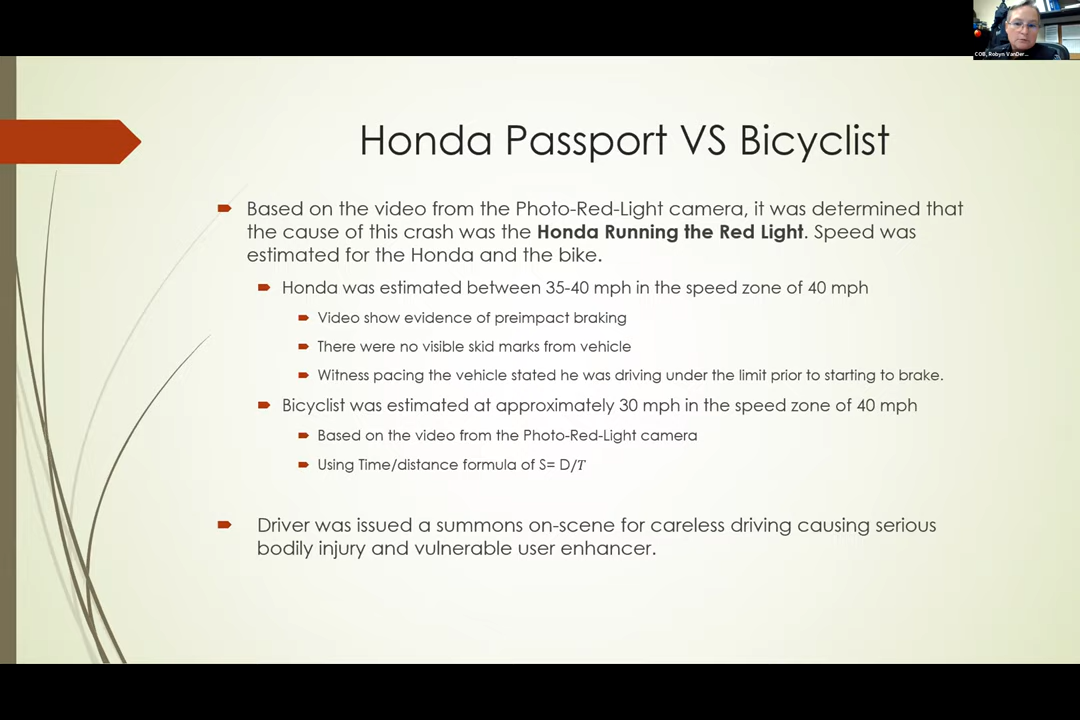 COB, Robyn VanDer...
Honda Passport VS Bicyclist
Based on the video from the Photo-Red-Light camera, it was determined that
the cause of this crash was the Honda Running the Red Light. Speed was
estimated for the Honda and the bike.
Honda was estimated between 35-40 mph in the speed zone of 40 mph
Video show evidence of preimpact braking
There were no visible skid marks from vehicle
Witness pacing the vehicle stated he was driving under the limit prior to starting to brake.
Bicyclist was estimated at approximately 30 mph in the speed zone of 40 mph
Based on the video from the Photo-Red-Light camera
Using Time/distance formula of S= D/T
Driver was issued a summons on-scene for careless driving causing serious
bodily injury and vulnerable user enhancer.